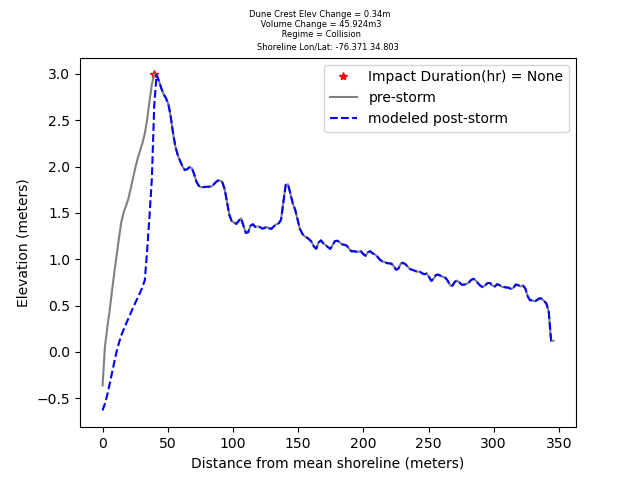 Dune Crest Elev Change = 0.34m
Volume Change = 45.924m3
Regime = Collision
Shoreline Lon/Lat: -76.371 34.803
Impact Duration(hr) = None
pre-storm
modeled post-storm
Elevation (meters)
3.0
2.5
2.0
1.5
1.0
0.5
0.0
−0.5
0 50 100 150 200 250 300 350
Distance from mean shoreline (meters)